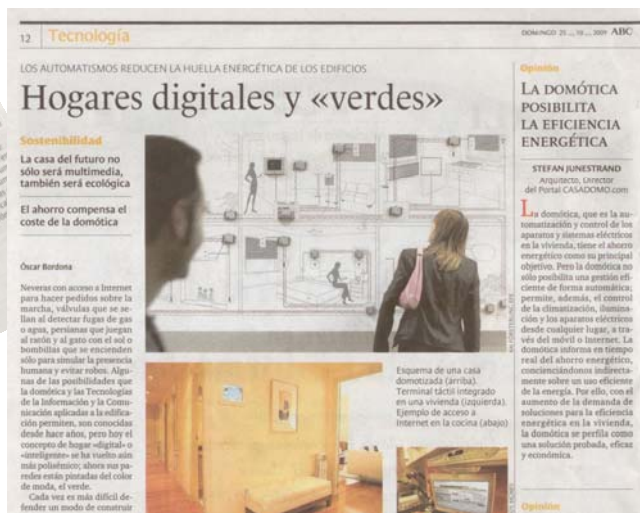 12
Tecnología
DOMINGO 25 _ 10 _ 2009 ABC
LOS AUTOMATISMOS REDUCEN LA HUELLA ENERGÉTICA DE LOS EDIFICIOS
Hogares digitales y «verdes»
Sostenibilidad
La casa del futuro no
sólo será multimedia,
también será ecológica
El ahorro compensa el
coste de la domótica
Óscar Bordona
Neveras con acceso a Internet
para hacer pedidos sobre la
marcha, válvulas que se se-
llan al detectar fugas de gas
o agua, persianas que juegan
al ratón y al gato con el sol o
bombillas que se encienden
sólo para simular la presencia
humana y evitar robos. Algu-
nas de las posibilidades que
la domótica y las Tecnologías
de la Información y la Comu-
nicación aplicadas a la edifica-
ción permiten, son conocidas
desde hace años, pero hoy el
concepto de hogar «digital» o
«inteligente» se ha vuelto aún
más polisémico; ahora sus pa-
redes están pintadas del color
de moda, el verde.
Cada vez es más difícil de-
fender un modo de construir
Esquema de una casa
domotizada (arriba).
Terminal táctil integrado
en una vivienda (izquierda).
Ejemplo de acceso a
Internet en la cocina (abajo)
Opinión
LA DOMÓTICA
POSIBILITA
LA EFICIENCIA
ENERGÉTICA
STEFAN JUNESTRAND
Arquitecto, Director
del Portal CASADOMO.com
La domótica, que es la au-
tomatización y control de los
aparatos y sistemas eléctricos
en la vivienda, tiene el ahorro
energético como su principal
objetivo. Pero la domótica no
sólo posibilita una gestión efi-
ciente de forma automática;
permite, además, el control
de la climatización, ilumina-
ción y los aparatos eléctricos
desde cualquier lugar, a tra-
vés del móvil o Internet. La
domótica informa en tiempo
real del ahorro energético,
concienciándonos indirecta-
mente sobre un uso eficiente
de la energía. Por ello, con el
aumento de la demanda de
soluciones para la eficiencia
energética en la vivienda,
la domótica se perfila como
una solución probada, eficaz
y económica.
Opinión